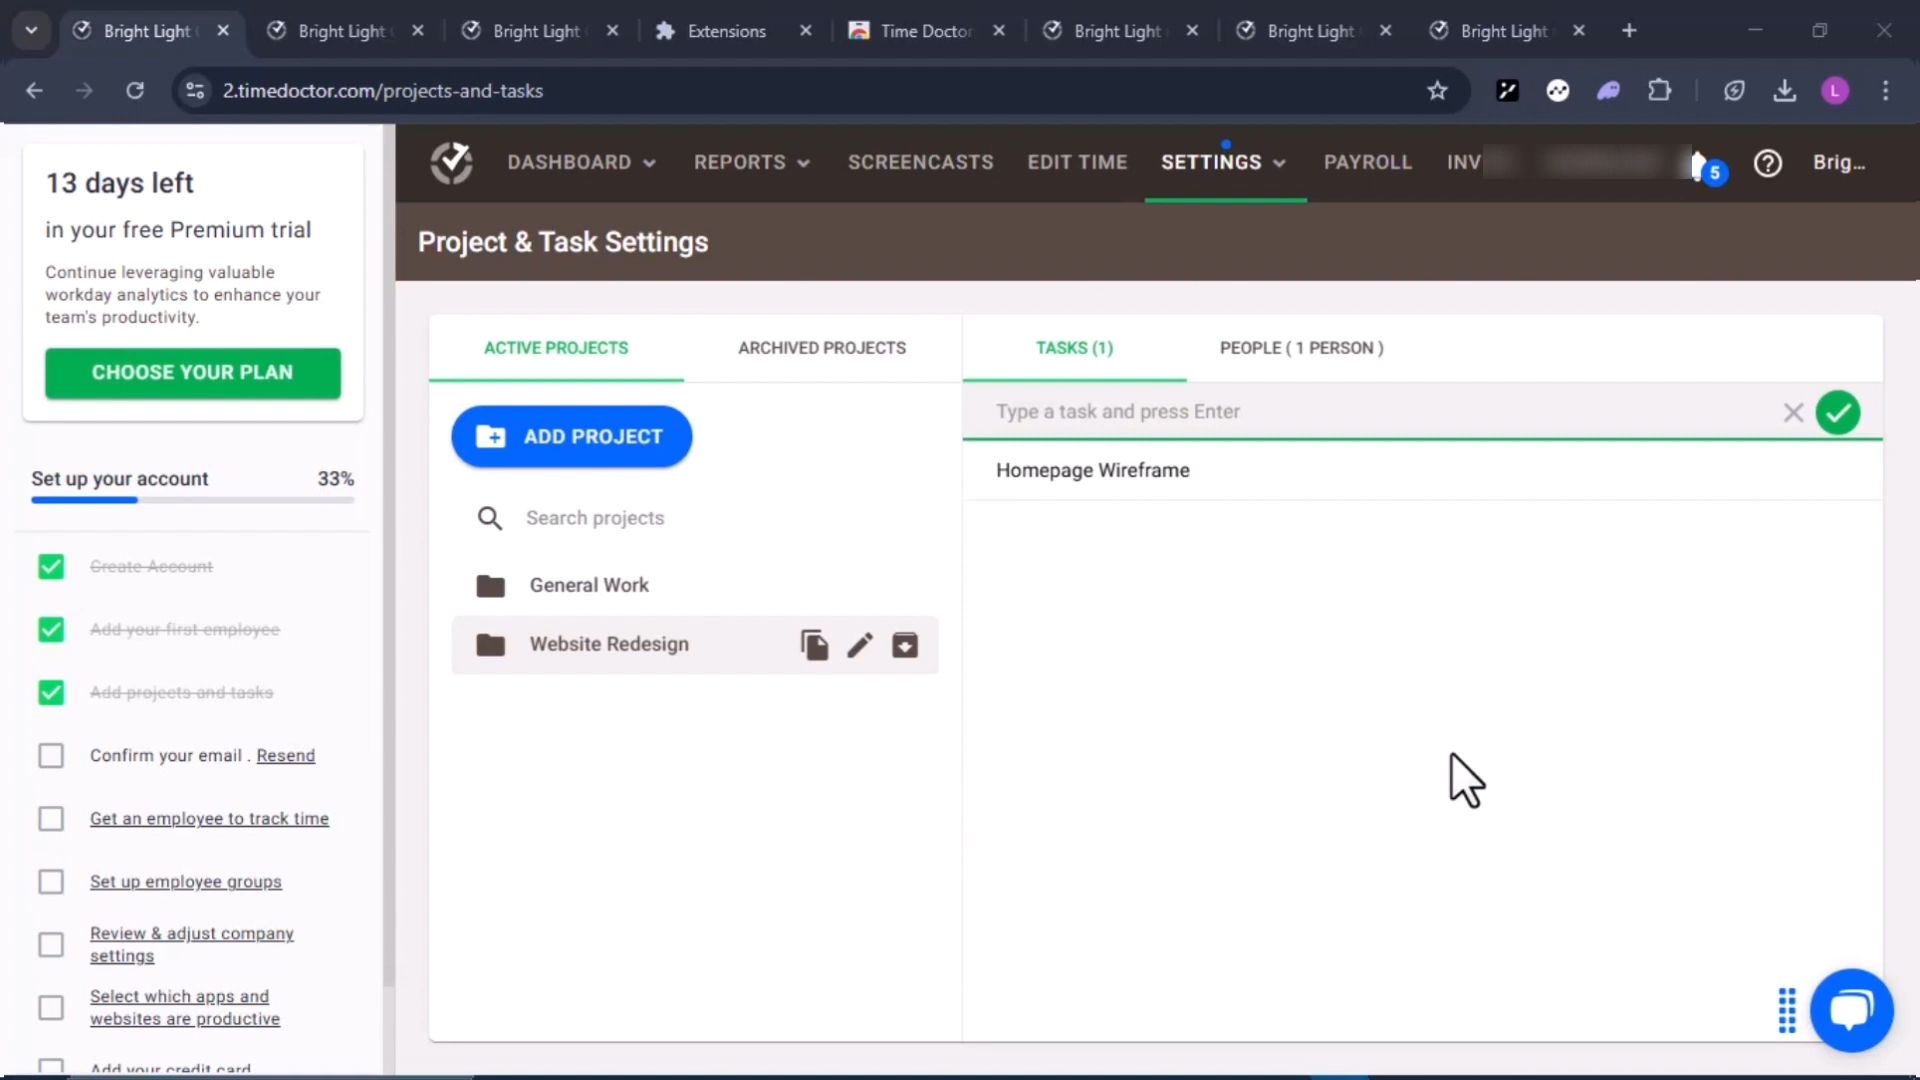 Bright Light
Bright Light
Bright Light
Extensions
Time Doctor
Bright Light
Bright Light
Bright Light
2.timedoctor.com/projects-and-tasks
L
13 days left
in your free Premium trial
Continue leveraging valuable
workday analytics to enhance your
team's productivity.
CHOOSE YOUR PLAN
Set up your account 33%
Create Account
Add your first employee
Add projects and tasks
Confirm your email . Resend
Get an employee to track time
Set up employee groups
Review & adjust company
settings
Select which apps and
websites are productive
Add your credit card
DASHBOARD
REPORTS
SCREENCASTS
EDIT TIME
SETTINGS
PAYROLL
INV
5
Brig...
Project & Task Settings
ACTIVE PROJECTS
ARCHIVED PROJECTS
ADD PROJECT
Search projects
General Work
Website Redesign
TASKS (1)
PEOPLE ( 1 PERSON )
Type a task and press Enter
Homepage Wireframe